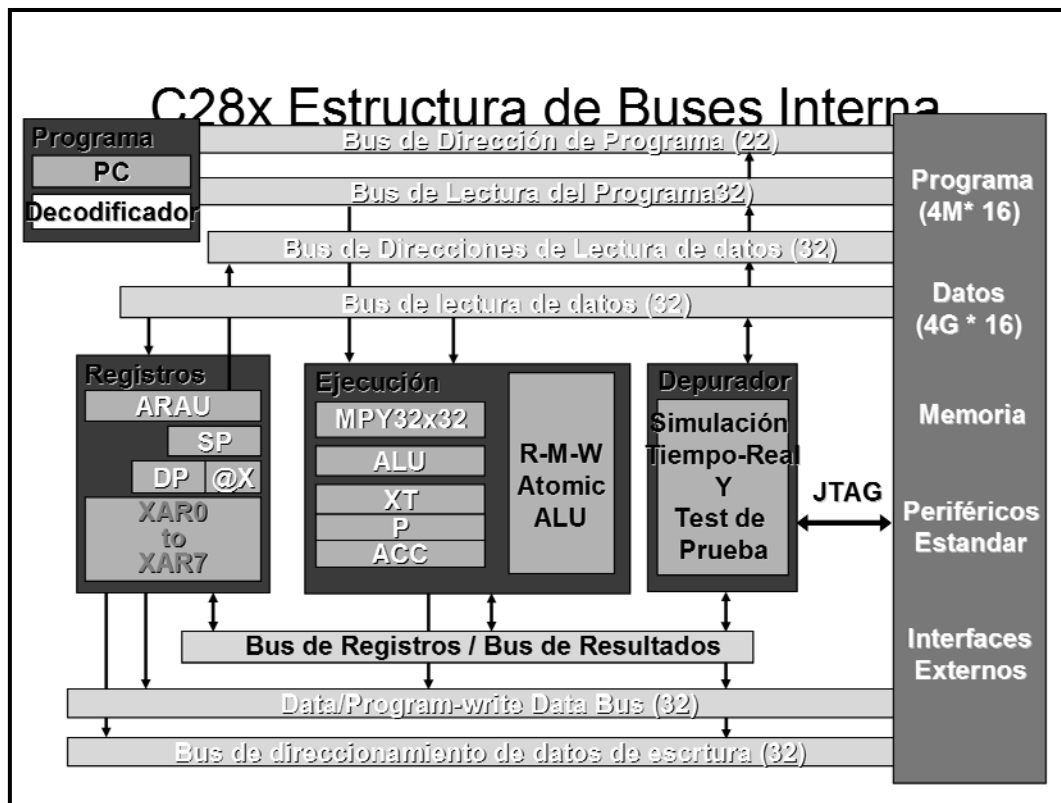 C28x Estructura de Buses Interna
Programa
PC
Decodificador
Bus de Dirección de Programa (22)
Bus de Lectura del Programa32)
Bus de Direcciones de Lectura de datos (32)
Bus de lectura de datos (32)
Programa
(4M* 16)
Datos
(4G * 16)
Memoria
Periféricos
Estandar
Interfaces
Externos
Registros
ARAU
SP
DP
@X
XAR0
to
XAR7
Ejecución
MPY32x32
ALU
XT
P
ACC
R-M-W
Atomic
ALU
Depurador
Simulación
Tiempo-Real
Y
Test de
Prueba
JTAG
Bus de Registros / Bus de Resultados
Data/Program-write Data Bus (32)
Bus de direccionamiento de datos de escrtura (32)